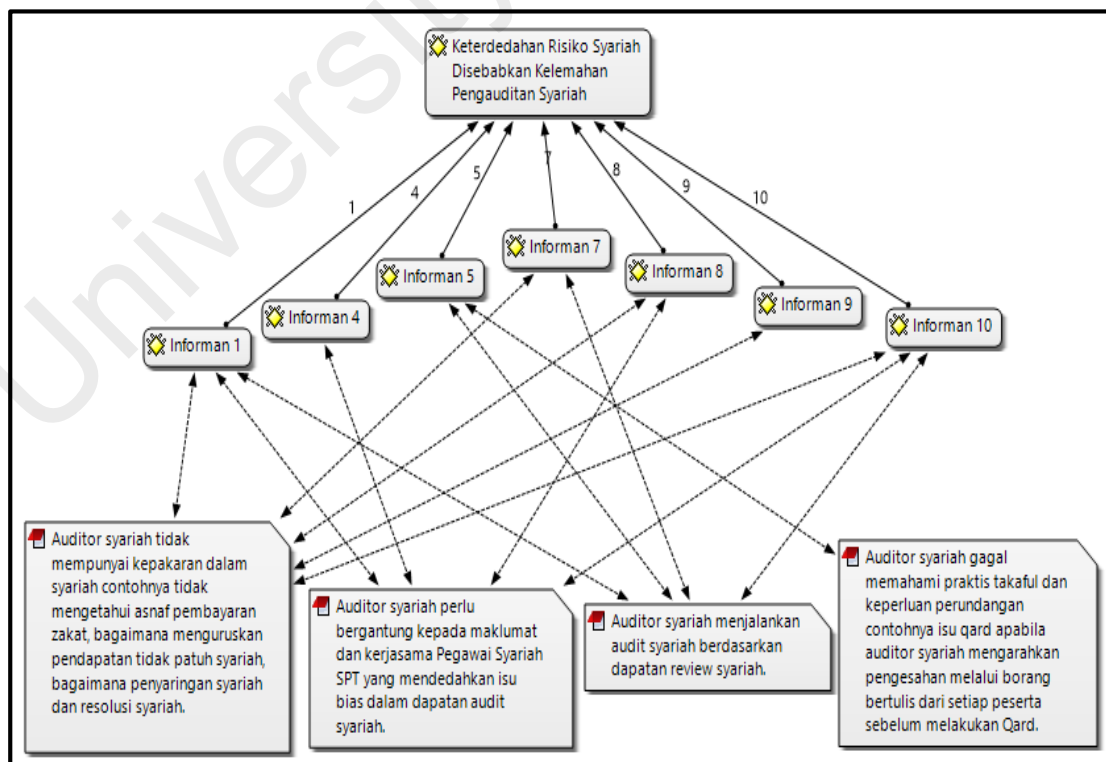 University
Keterdedahan Risiko Syariah
Disebabkan Kelemahan
Pengauditan Syariah
1
4
5
7
8
9
10
Informan 1
Informan 4
Informan 5
Informan 7
Informan 8
Informan 9
Informan 10
Auditor syariah tidak
mempunyai kepakaran dalam
syariah contohnya tidak
mengetahui asnaf pembayaran
zakat, bagaimana menguruskan
pendapatan tidak patuh syariah,
bagaimana penyaringan syariah
dan resolusi syariah.
Auditor syariah perlu
bergantung kepada maklumat
dan kerjasama Pegawai Syariah
SPT yang mendedahkan isu
bias dalam dapatan audit
syariah.
Auditor syariah menjalankan
audit syariah berdasarkan
dapatan review syariah.
Auditor syariah gagal
memahami praktis takaful dan
keperluan perundangan
contohnya isu qard apabila
auditor syariah mengarahkan
pengesahan melalui borang
bertulis dari setiap peserta
sebelum melakukan Qard.